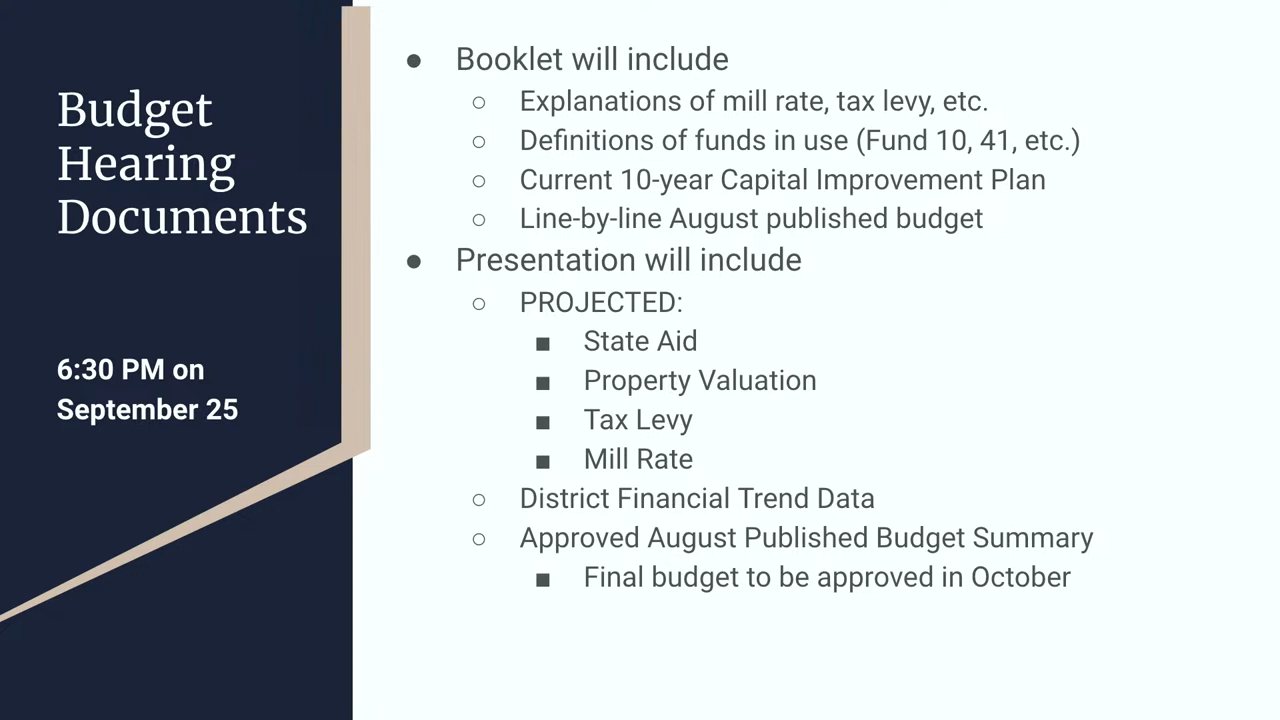 Budget
Hearing
Documents
6:30 PM on
September 25
● Booklet will include
○ Explanations of mill rate, tax levy, etc.
○ Definitions of funds in use (Fund 10, 41, etc.)
○ Current 10-year Capital Improvement Plan
○ Line-by-line August published budget
● Presentation will include
○ PROJECTED:
■ State Aid
■ Property Valuation
■ Tax Levy
■ Mill Rate
○ District Financial Trend Data
○ Approved August Published Budget Summary
■ Final budget to be approved in October